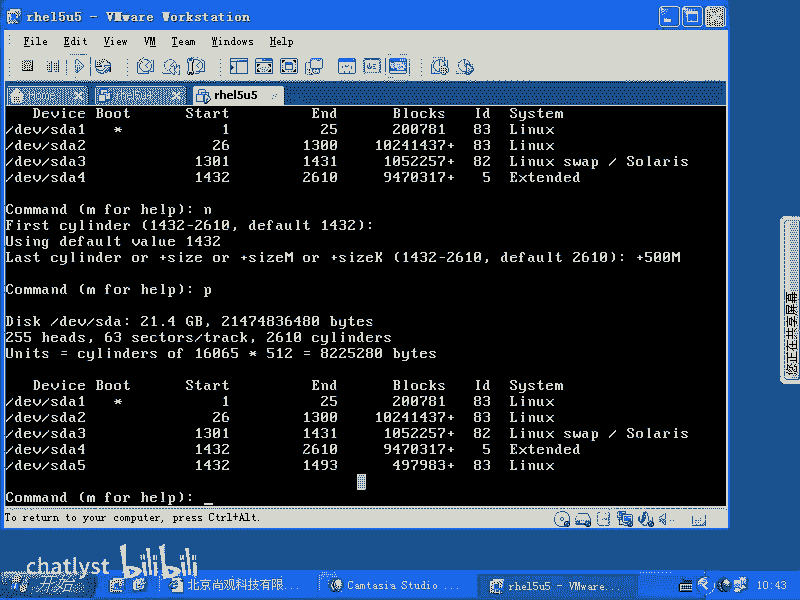 rhel5u5 - VMware Workstation
File Edit View VM Team Windows Help
Home rhel4u4 rhel5u5
Device Boot Start End Blocks Id System
/dev/sda1 * 1 25 200781 83 Linux
/dev/sda2 26 1300 10241437+ 83 Linux
/dev/sda3 1301 1431 1052257+ 82 Linux swap / Solaris
/dev/sda4 1432 2610 9470317+ 5 Extended
Command (m for help): n
First cylinder (1432-2610, default 1432):
Using default value 1432
Last cylinder or +size or +sizeM or +sizeK (1432-2610, default 2610): +500M
Command (m for help): p
Disk /dev/sda: 21.4 GB, 21474836480 bytes
255 heads, 63 sectors/track, 2610 cylinders
Units = cylinders of 16065 * 512 = 8225280 bytes
Device Boot Start End Blocks Id System
/dev/sda1 * 1 25 200781 83 Linux
/dev/sda2 26 1300 10241437+ 83 Linux
/dev/sda3 1301 1431 1052257+ 82 Linux swap / Solaris
/dev/sda4 1432 2610 9470317+ 5 Extended
/dev/sda5 1432 1493 497983+ 83 Linux
Command (m for help): _
To return to your computer, press Ctrl+Alt.
您正在共享屏幕
chatlyst bilibili
开始 北京尚观科技有限... Camtasia Studio ... rhel5u5 - VMware... 10:43